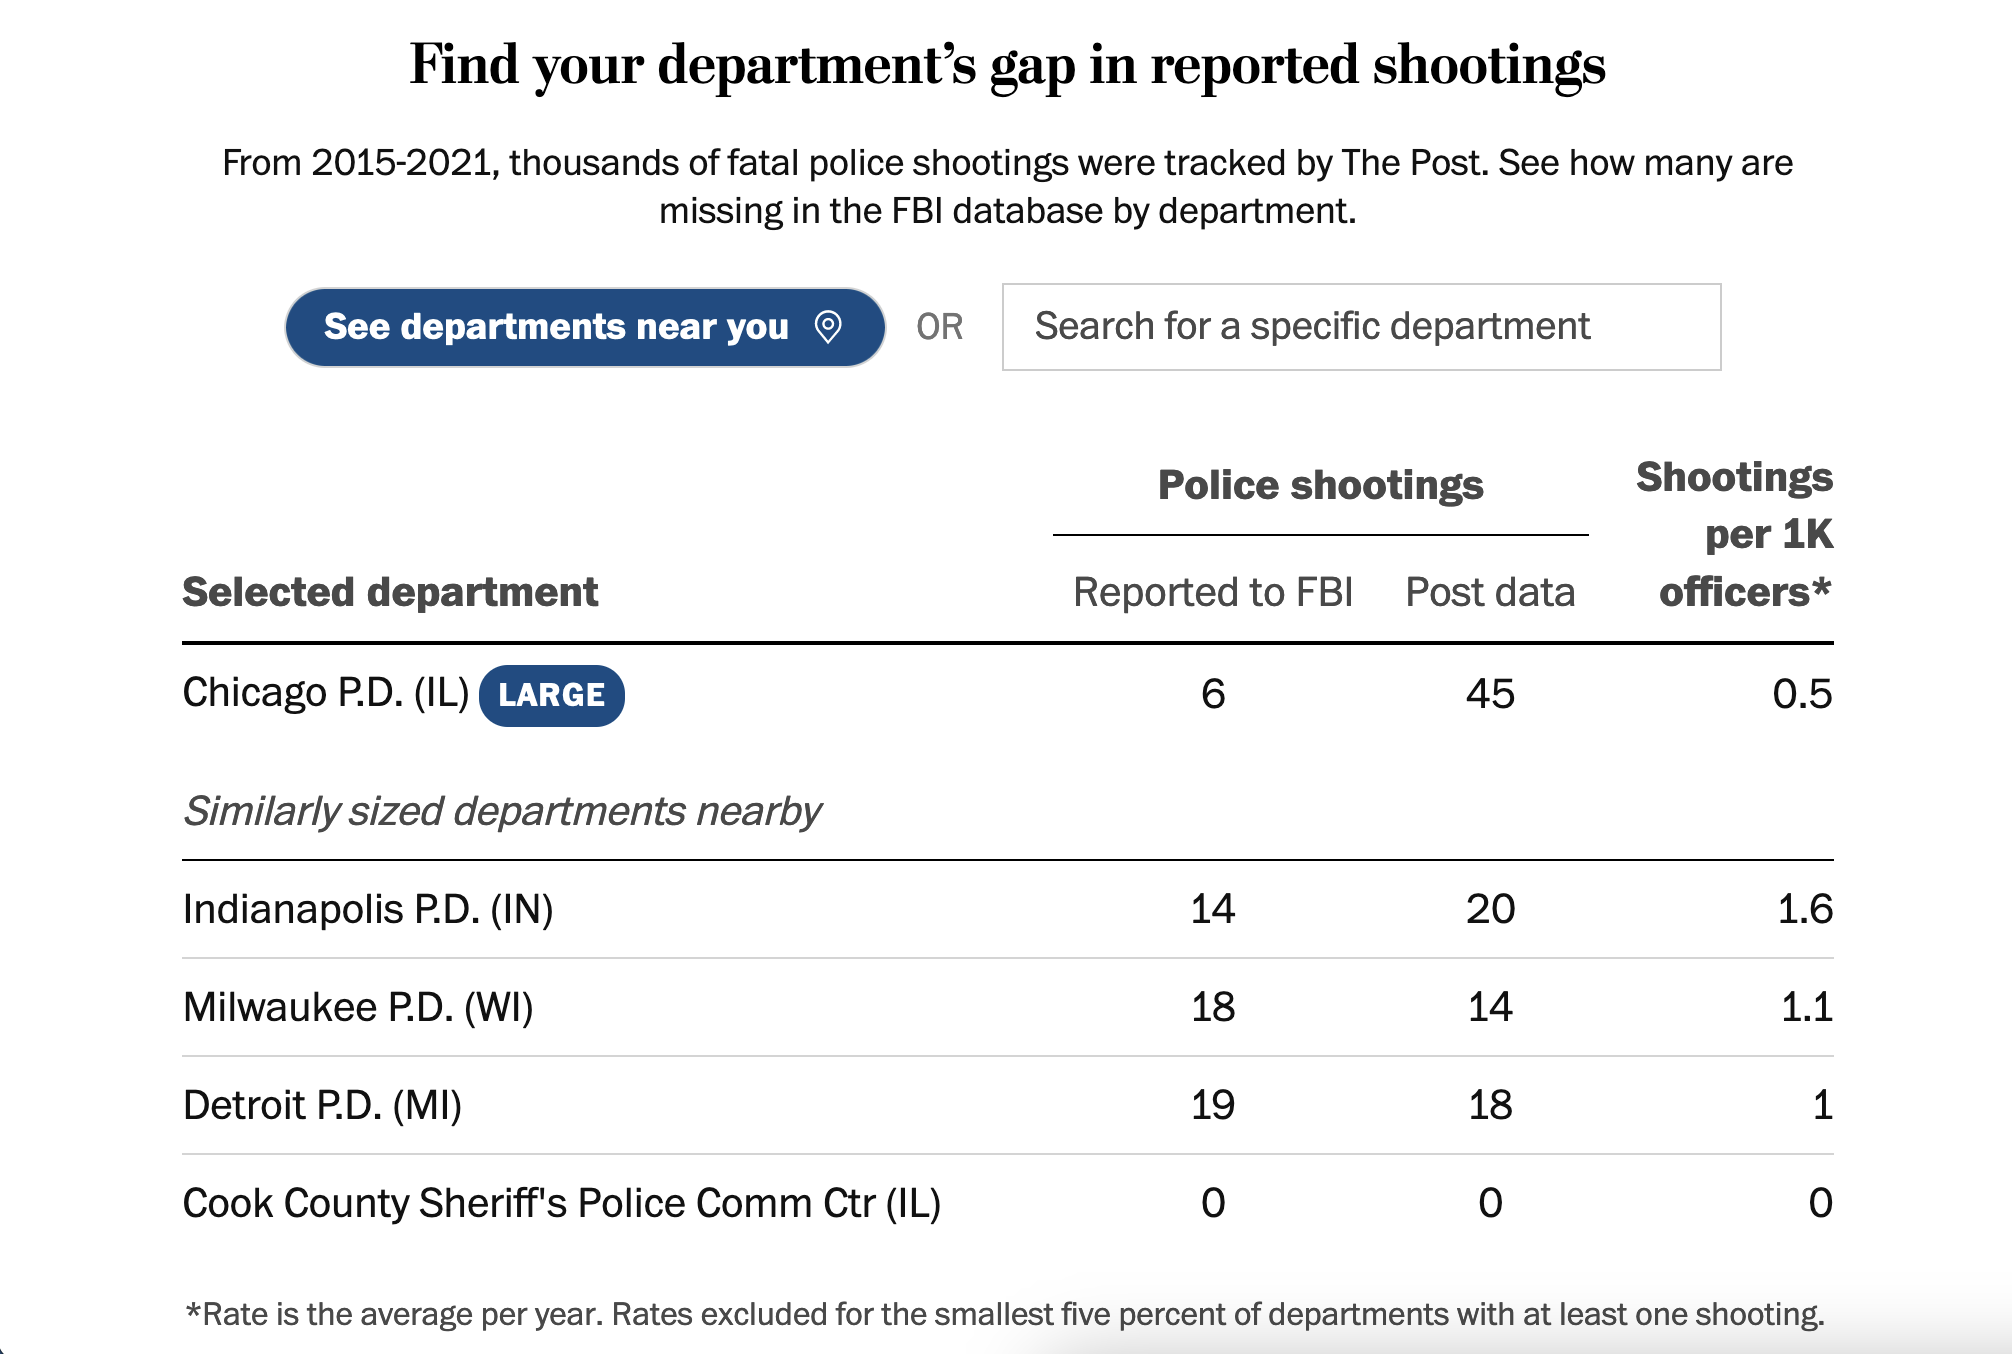 Find your department’s gap in reported shootings
From 2015-2021, thousands of fatal police shootings were tracked by The Post. See how many are
missing in the FBI database by department.
See departments near you OR Search for a specific department
Police shootings
Shootings
per 1K
officers*
Selected department Reported to FBI Post data
Chicago P.D. (IL) LARGE 6 45 0.5
Similarly sized departments nearby
Indianapolis P.D. (IN) 14 20 1.6
Milwaukee P.D. (WI) 18 14 1.1
Detroit P.D. (MI) 19 18 1
Cook County Sheriff's Police Comm Ctr (IL) 0 0 0
*Rate is the average per year. Rates excluded for the smallest five percent of departments with at least one shooting.